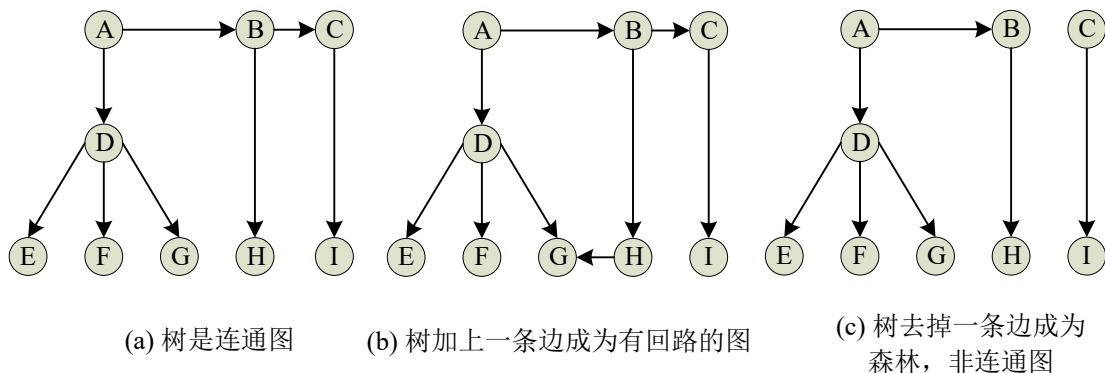 A B C A B C A B C
D D D
E F G H I E F G H I E F G H I
(a) 树是连通图 (b) 树加上一条边成为有回路的图 (c) 树去掉一条边成为
森林，非连通图